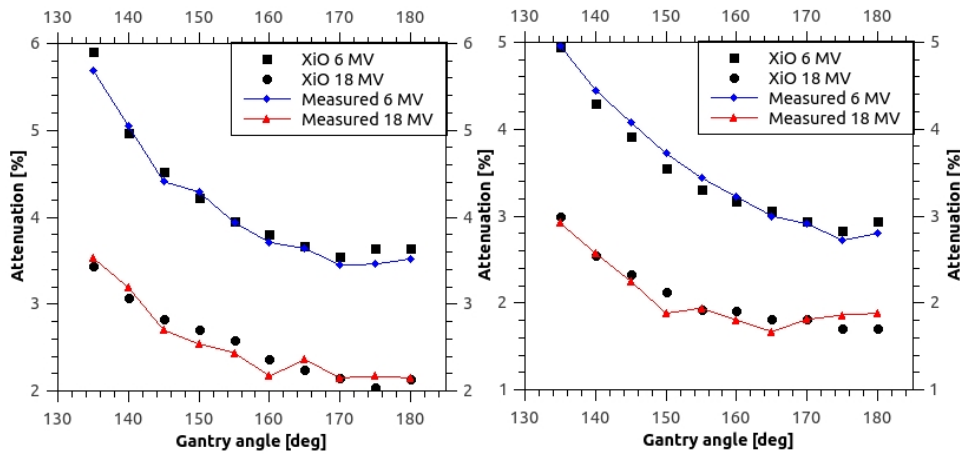 130 140 150 160 170 180
6
5
4
3
2
6
5
4
3
2
XiO 6 MV
XiO 18 MV
Measured 6 MV
Measured 18 MV
Attenuation [%]
Attenuation [%]
130 140 150 160 170 180
Gantry angle [deg]
130 140 150 160 170 180
5
4
3
2
1
5
4
3
2
1
XiO 6 MV
XiO 18 MV
Measured 6 MV
Measured 18 MV
Attenuation [%]
Attenuation [%]
130 140 150 160 170 180
Gantry angle [deg]